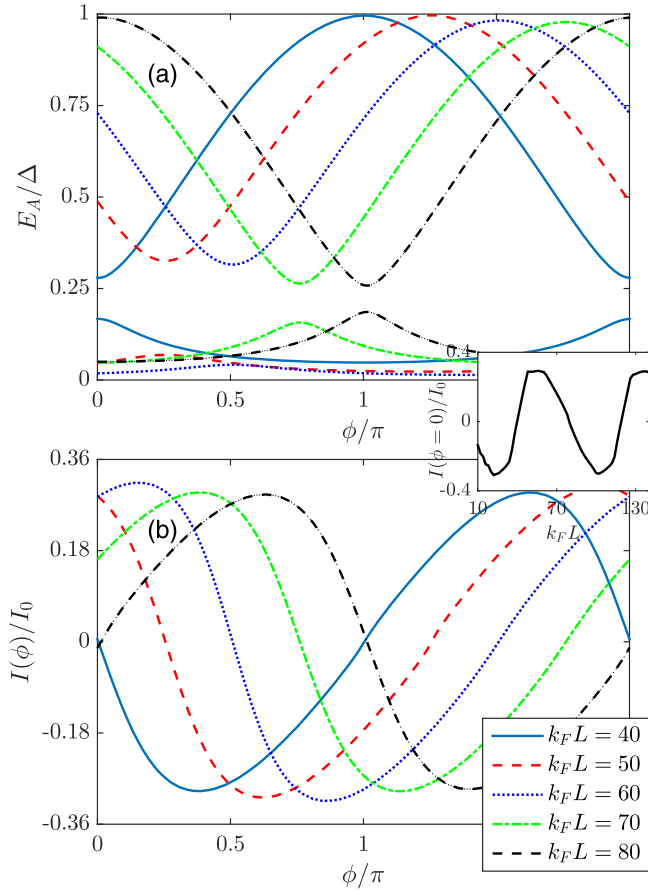 1
(a)
0.75
E_A/Δ
0.5
0.25
0
0 0.5 1
ϕ/π
0.4
I(ϕ = 0)/I_0
0
-0.4
10 70 130
k_F L
0.36
(b)
0.18
I(ϕ)/I_0
0
-0.18
-0.36
0 0.5 1
ϕ/π
k_F L = 40
k_F L = 50
k_F L = 60
k_F L = 70
k_F L = 80